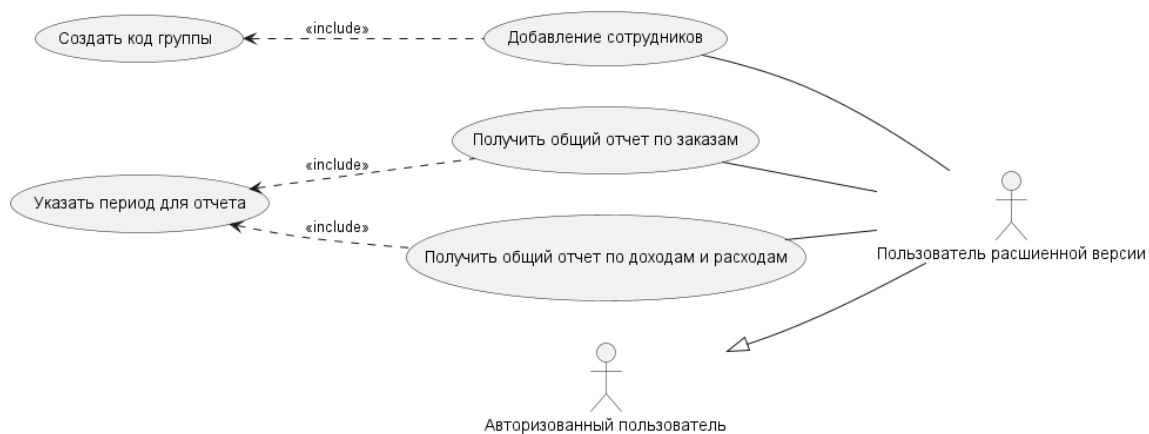 Создать код группы
«include»
Добавление сотрудников
Получить общий отчет по заказам
«include»
Указать период для отчета
«include»
Получить общий отчет по доходам и расходам
Пользователь расшиенной версии
Авторизованный пользователь